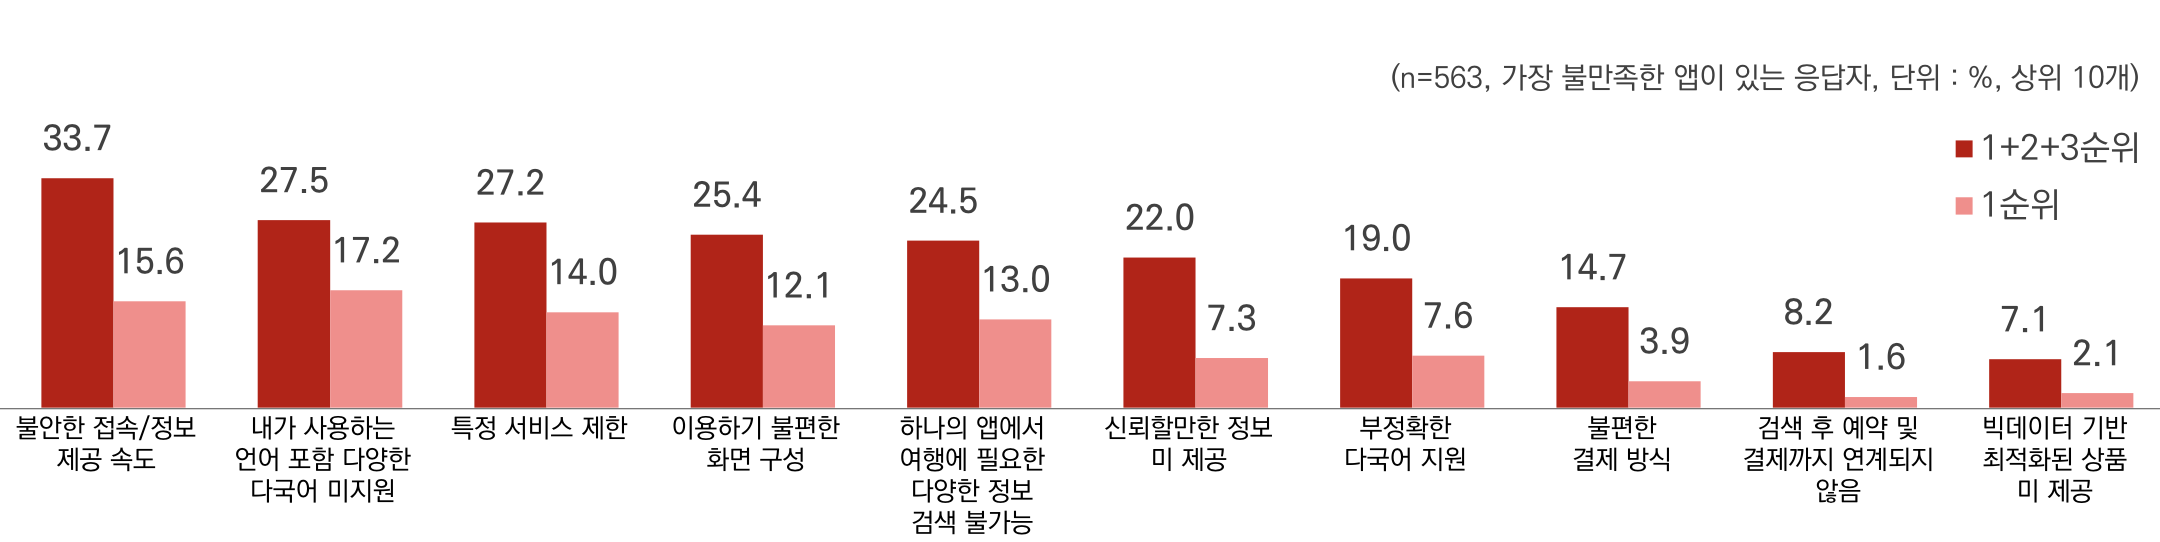 (n=563, 가장 불만족한 앱이 있는 응답자, 단위 : %, 상위 10개)
1+2+3순위
1순위
33.7
15.6
27.5
17.2
27.2
14.0
25.4
12.1
24.5
13.0
22.0
7.3
19.0
7.6
14.7
3.9
8.2
1.6
7.1
2.1
불안한 접속/정보
제공 속도
내가 사용하는
언어 포함 다양한
다국어 미지원
특정 서비스 제한
이용하기 불편한
화면 구성
하나의 앱에서
여행에 필요한
다양한 정보
검색 불가능
신뢰할만한 정보
미 제공
부정확한
다국어 지원
불편한
결제 방식
검색 후 예약 및
결제까지 연계되지
않음
빅데이터 기반
최적화된 상품
미 제공